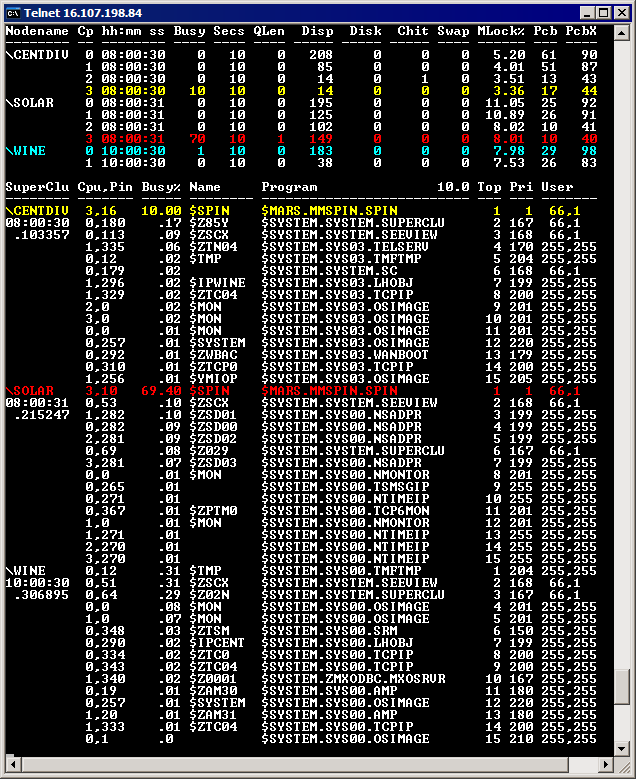 Telnet 16.107.198.84
Nodename Cp hh:mm ss Busy Secs QLen Disp Disk Chit Swap MLock% Pcb PcbX
\CENTDIV 0 08:00:30 0 10 0 208 0 0 0 5.20 61 90
1 08:00:30 0 10 0 85 0 0 0 4.01 51 87
2 08:00:30 0 10 0 14 0 1 0 3.51 13 43
3 08:00:30 10 10 0 14 0 0 0 3.36 17 44
\SOLAR 0 08:00:31 0 10 0 195 0 0 0 11.05 25 92
1 08:00:31 0 10 0 125 0 0 0 10.89 26 91
2 08:00:31 0 10 0 102 0 0 0 8.02 10 41
3 08:00:31 70 10 1 149 0 0 0 8.01 10 40
\WINE 0 10:00:30 1 10 0 183 0 0 0 7.98 29 98
1 10:00:30 0 10 0 38 0 0 0 7.53 26 83
SuperClu Cpu,Pin Busy% Name Program 10.0 Top Pri User
\CENTDIV 3,16 10.00 $SPIN $MARS.MMSPIN.SPIN 1 1 66,1
08:00:30 0,180 .17 $Z85V $SYSTEM.SYSTEM.SUPERCLU 2 167 66,1
.103357 0,113 .09 $ZSCX $SYSTEM.SYSTEM.SEEVIEW 3 168 66,1
1,335 .06 $ZTN04 $SYSTEM.SYS03.TELSERV 4 170 255,255
0,12 .02 $TMP $SYSTEM.SYS03.TMFTMP 5 204 255,255
0,179 .02 $SYSTEM.SYSTEM.SC 6 168 66,1
1,296 .02 $IPWINE $SYSTEM.SYS03.LHOBJ 7 199 255,255
1,329 .02 $ZTC04 $SYSTEM.SYS03.TCPIP 8 200 255,255
2,0 .02 $MON $SYSTEM.SYS03.OSIMAGE 9 201 255,255
3,0 .02 $MON $SYSTEM.SYS03.OSIMAGE 10 201 255,255
0,0 .01 $MON $SYSTEM.SYS03.OSIMAGE 11 201 255,255
0,257 .01 $SYSTEM $SYSTEM.SYS03.OSIMAGE 12 220 255,255
0,292 .01 $ZWBAC $SYSTEM.SYS03.WANBOOT 13 179 255,255
0,310 .01 $ZTCP0 $SYSTEM.SYS03.TCPIP 14 200 255,255
1,256 .01 $YMIOP $SYSTEM.SYS03.OSIMAGE 15 205 255,255
\SOLAR 3,10 69.40 $SPIN $MARS.MMSPIN.SPIN 1 1 66,1
08:00:31 0,53 .10 $ZSCX $SYSTEM.SYSTEM.SEEVIEW 2 168 66,1
.215247 1,282 .10 $ZSD01 $SYSTEM.SYS00.NSADPR 3 199 255,255
0,282 .09 $ZSD00 $SYSTEM.SYS00.NSADPR 4 199 255,255
2,281 .09 $ZSD02 $SYSTEM.SYS00.NSADPR 5 199 255,255
0,69 .08 $Z029 $SYSTEM.SYSTEM.SUPERCLU 6 167 66,1
3,281 .07 $ZSD03 $SYSTEM.SYS00.NSADPR 7 199 255,255
0,0 .01 $MON $SYSTEM.SYS00.NMONTOR 8 201 255,255
0,265 .01 $SYSTEM.SYS00.TSMSGIP 9 255 255,255
0,271 .01 $SYSTEM.SYS00.NTIMEIP 10 255 255,255
0,367 .01 $ZPTM0 $SYSTEM.SYS00.TCP6MON 11 201 255,255
1,0 .01 $MON $SYSTEM.SYS00.NMONTOR 12 201 255,255
1,271 .01 $SYSTEM.SYS00.NTIMEIP 13 255 255,255
2,270 .01 $SYSTEM.SYS00.NTIMEIP 14 255 255,255
3,270 .01 $SYSTEM.SYS00.NTIMEIP 15 255 255,255
\WINE 0,12 .31 $TMP $SYSTEM.SYS00.TMFTMP 1 204 255,255
10:00:30 0,51 .31 $ZSCX $SYSTEM.SYSTEM.SEEVIEW 2 168 66,1
.306895 0,64 .29 $Z02N $SYSTEM.SYSTEM.SUPERCLU 3 167 66,1
0,0 .08 $MON $SYSTEM.SYS00.OSIMAGE 4 201 255,255
1,0 .07 $MON $SYSTEM.SYS00.OSIMAGE 5 201 255,255
0,348 .03 $ZTSM $SYSTEM.SYS00.SRM 6 150 255,255
0,290 .02 $IPCENT $SYSTEM.SYS00.LHOBJ 7 199 255,255
0,334 .02 $ZTC0 $SYSTEM.SYS00.TCPIP 8 200 255,255
0,343 .02 $ZTC04 $SYSTEM.SYS00.TCPIP 9 200 255,255
1,340 .02 $Z0001 $SYSTEM.ZMXODBC.MXOSRVR 10 167 255,255
0,19 .01 $ZAM30 $SYSTEM.SYS00.AMP 11 180 255,255
0,257 .01 $SYSTEM $SYSTEM.SYS00.OSIMAGE 12 220 255,255
1,20 .01 $ZAM31 $SYSTEM.SYS00.AMP 13 180 255,255
1,333 .01 $ZTC04 $SYSTEM.SYS00.TCPIP 14 200 255,255
0,1 .0 $SYSTEM.SYS00.OSIMAGE 15 210 255,255